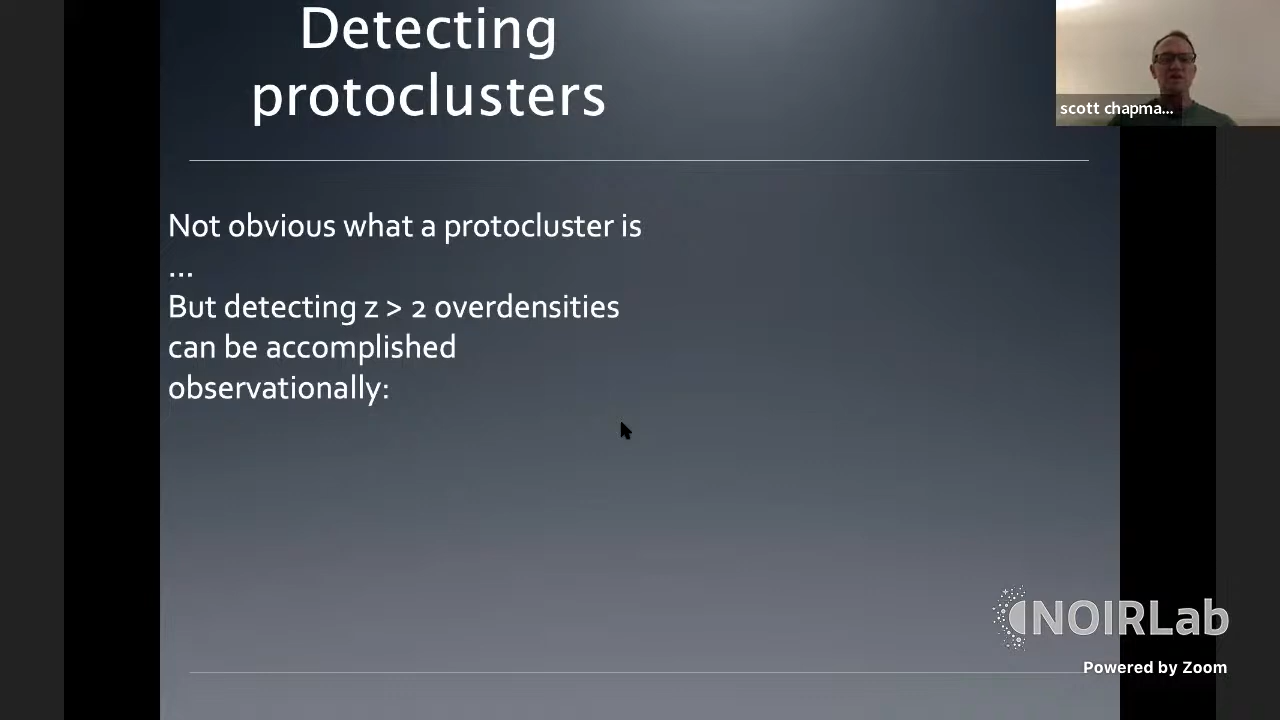 Detecting
protoclusters
scott chapma...
Not obvious what a protocluster is
...
But detecting z > 2 overdensities
can be accomplished
observationally:
NOIRLab
Powered by Zoom